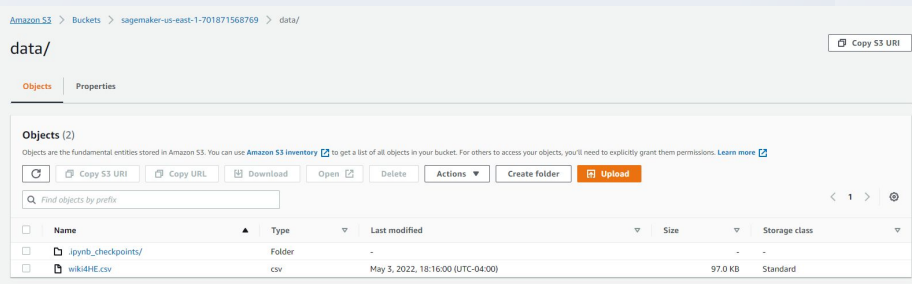 Amazon S3 > Buckets > sagemaker-us-east-1-701871568769 > data/
data/
Copy S3 URI
Objects Properties
Objects (2)
Objects are the fundamental entities stored in Amazon S3. You can use Amazon S3 inventory to get a list of all objects in your bucket. For others to access your objects, you'll need to explicitly grant them permissions. Learn more
Copy S3 URI Copy URL Download Open Delete Actions Create folder Upload
Find objects by prefix
< 1 >
Name Type Last modified Size Storage class
.ipynb_checkpoints/ Folder - - -
wiki4HE.csv csv May 3, 2022, 18:16:00 (UTC-04:00) 97.0 KB Standard